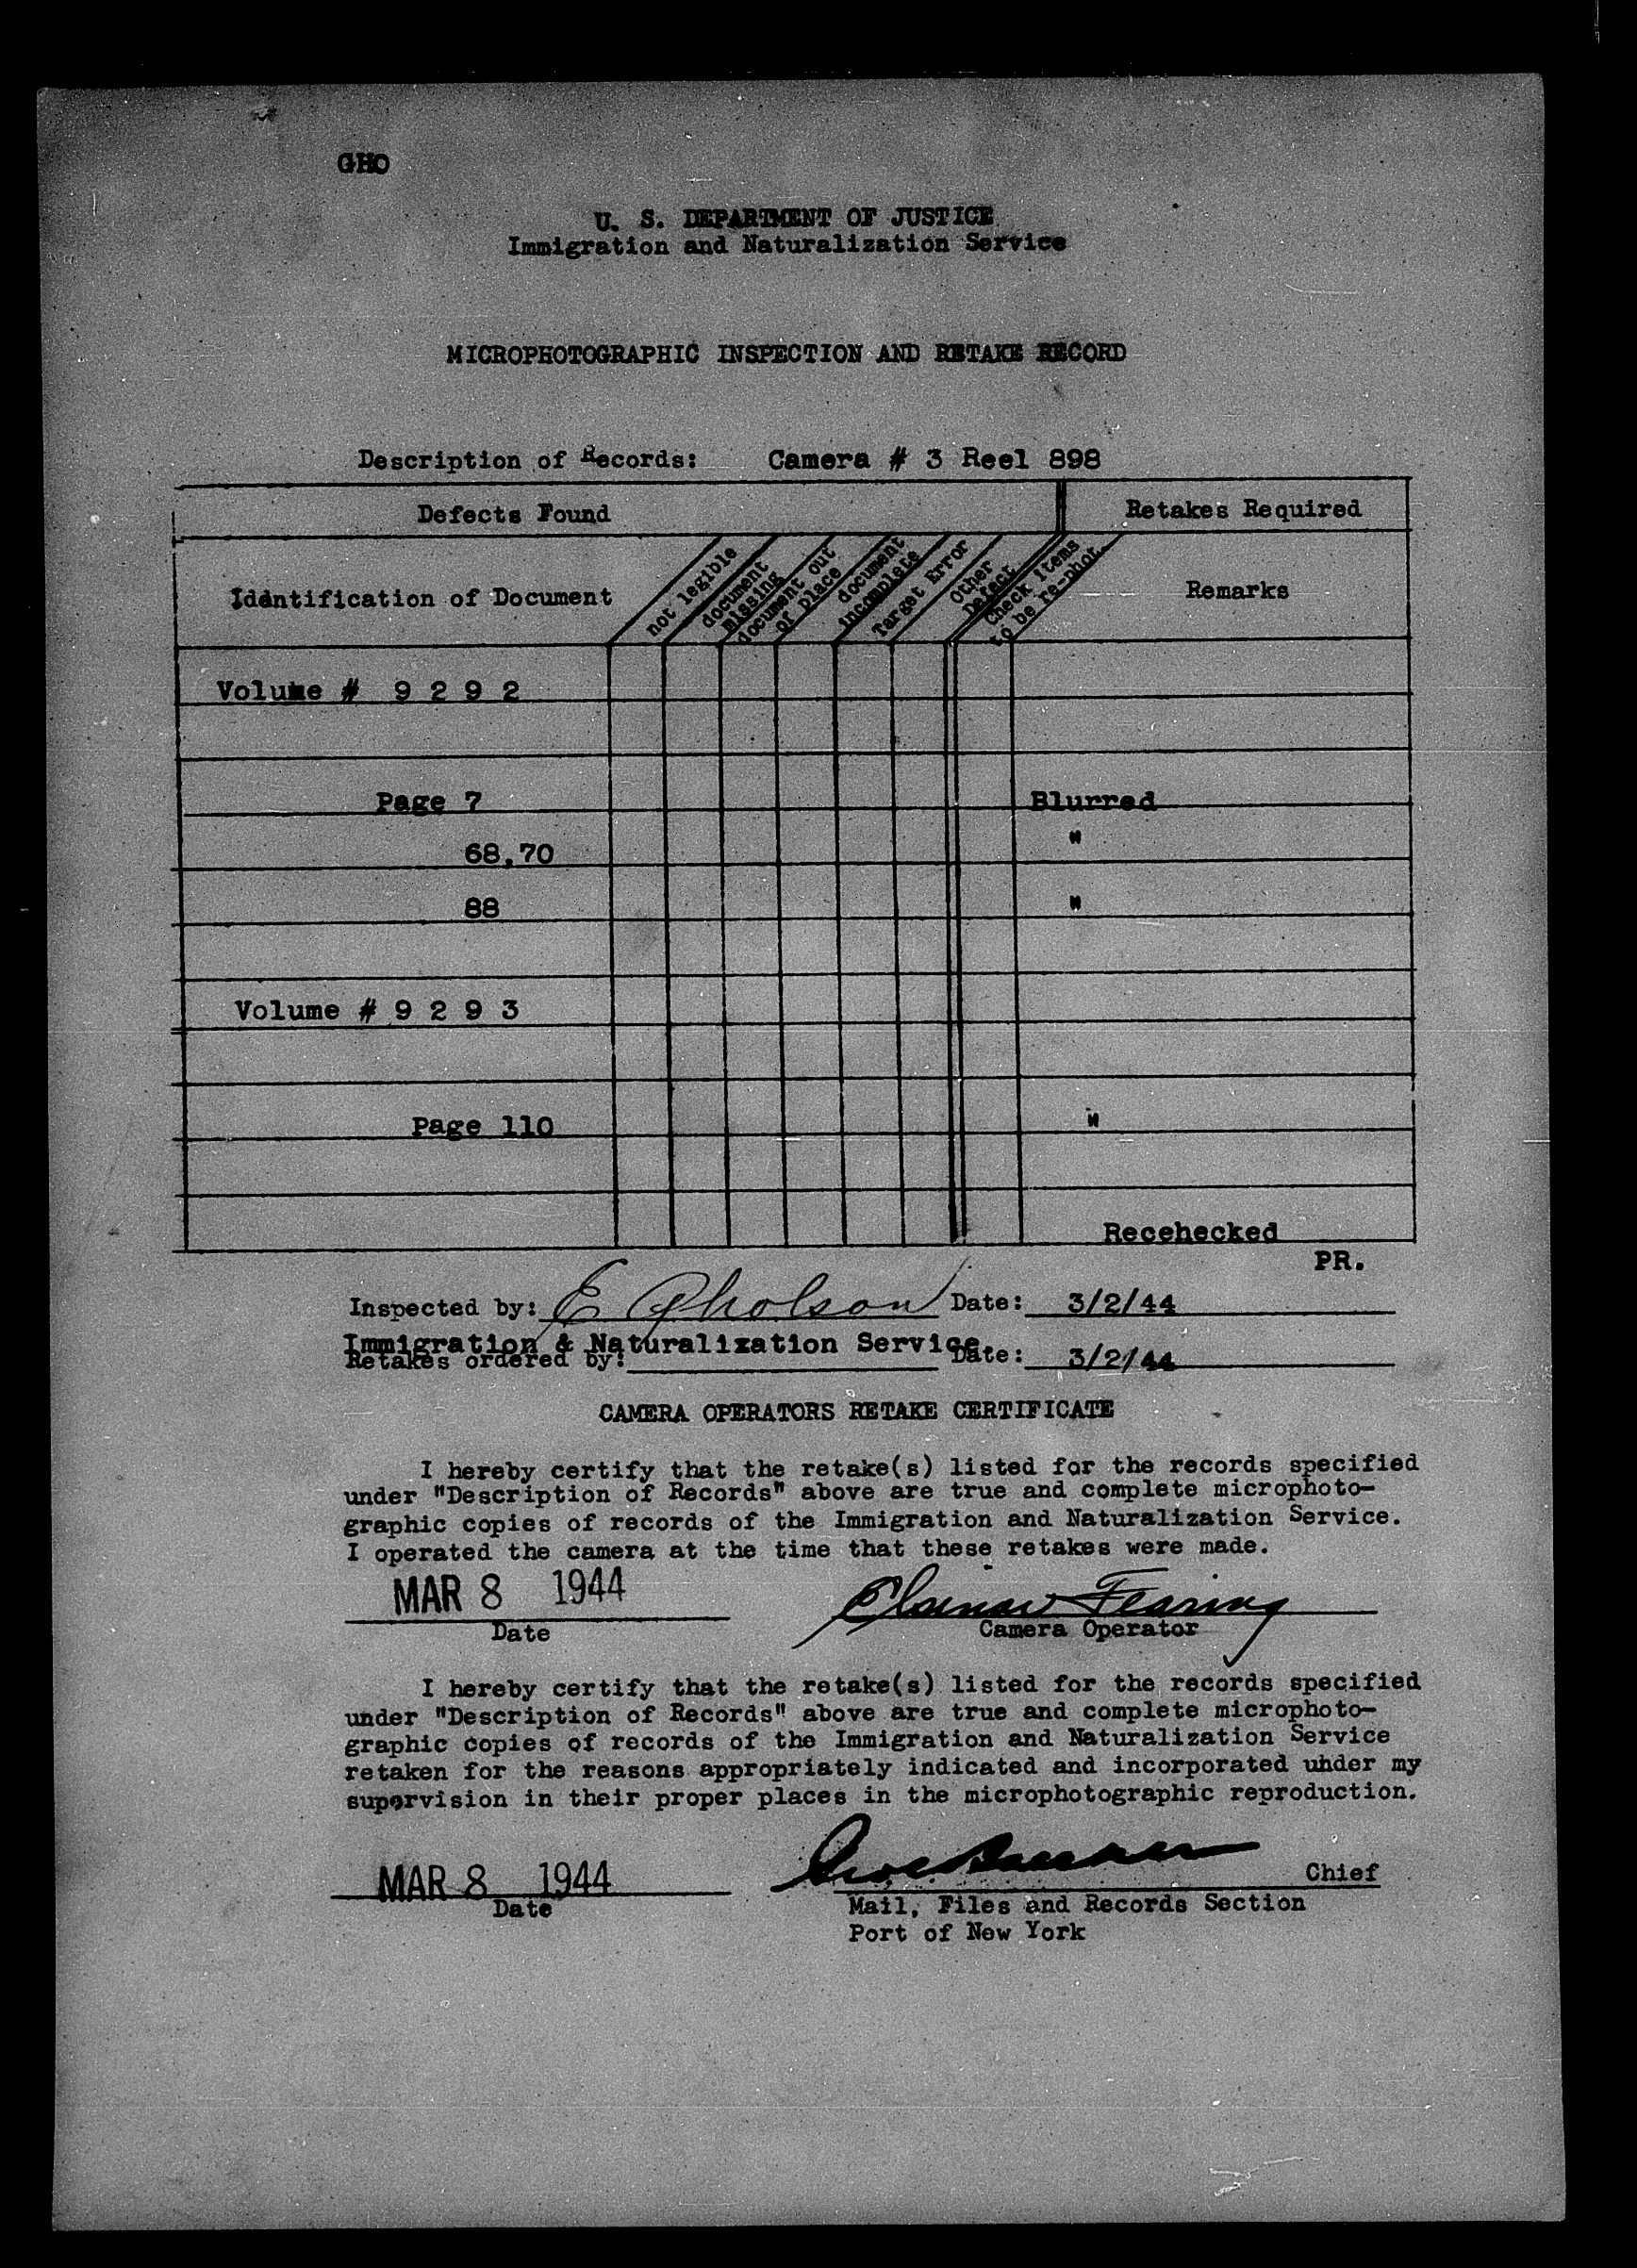 GHO
U. S. DEPARTMENT OF JUSTICE
Immigration and Naturalization Service
MICROPHOTOGRAPHIC INSPECTION AND RETAKE RECORD
Description of Records: Camera # 3 Reel 898
Defects Found
Retakes Required
Identification of Document
not legible
document missing
document out of place
document incomplete
Target Error
Other Defect
Check Items to be re-phot.
Remarks
Volume # 9 2 9 2
Page 7 Blurred
68,70 "
88 "
Volume # 9 2 9 3
Page 110 "
Recehecked
PR.
Inspected by: E Gholson Date: 3/2/44
Immigration & Naturalization Service.
Retakes ordered by: Date: 3/2/44
CAMERA OPERATORS RETAKE CERTIFICATE
I hereby certify that the retake(s) listed for the records specified
under "Description of Records" above are true and complete microphoto-
graphic copies of records of the Immigration and Naturalization Service.
I operated the camera at the time that these retakes were made.
MAR 8 1944
Fearing
Date
Camera Operator
I hereby certify that the retake(s) listed for the records specified
under "Description of Records" above are true and complete microphoto-
graphic copies of records of the Immigration and Naturalization Service
retaken for the reasons appropriately indicated and incorporated under my
supervision in their proper places in the microphotographic reproduction.
MAR 8 1944
Chief
Date
Mail, Files and Records Section
Port of New York